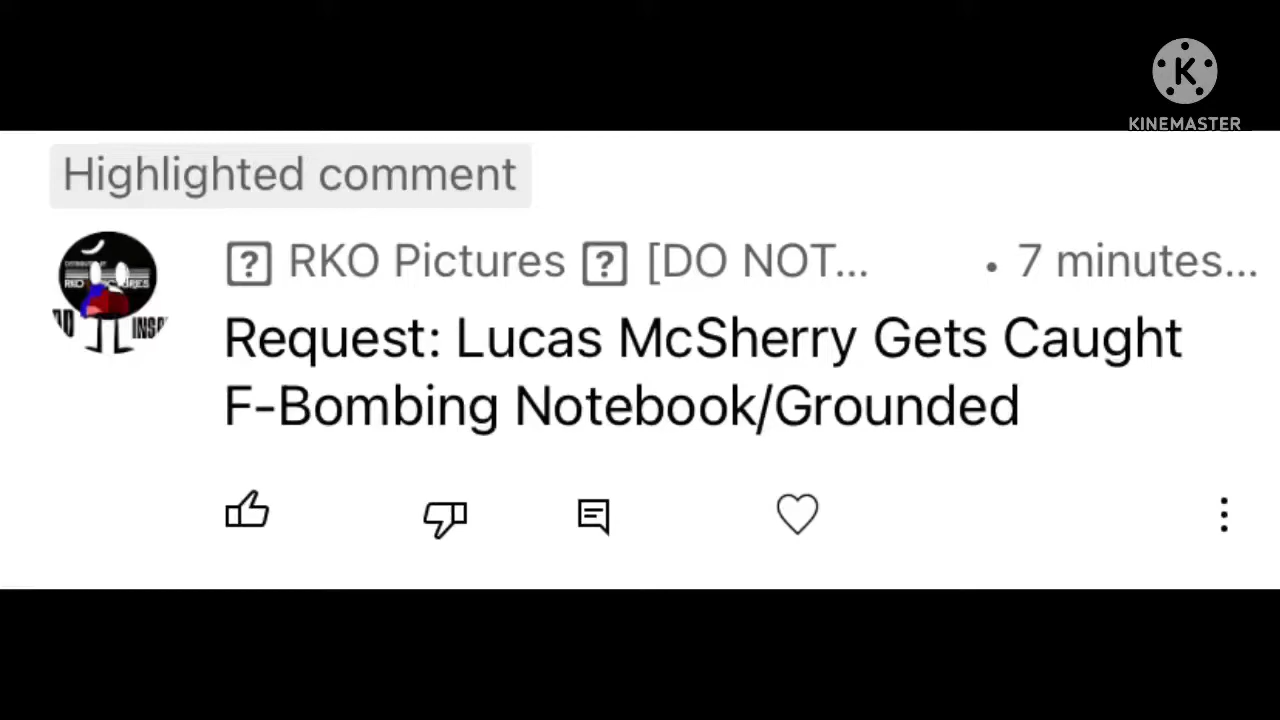 K
KINEMASTER
Highlighted comment
? RKO Pictures ? [DO NOT... • 7 minutes...
Request: Lucas McSherry Gets Caught
F-Bombing Notebook/Grounded